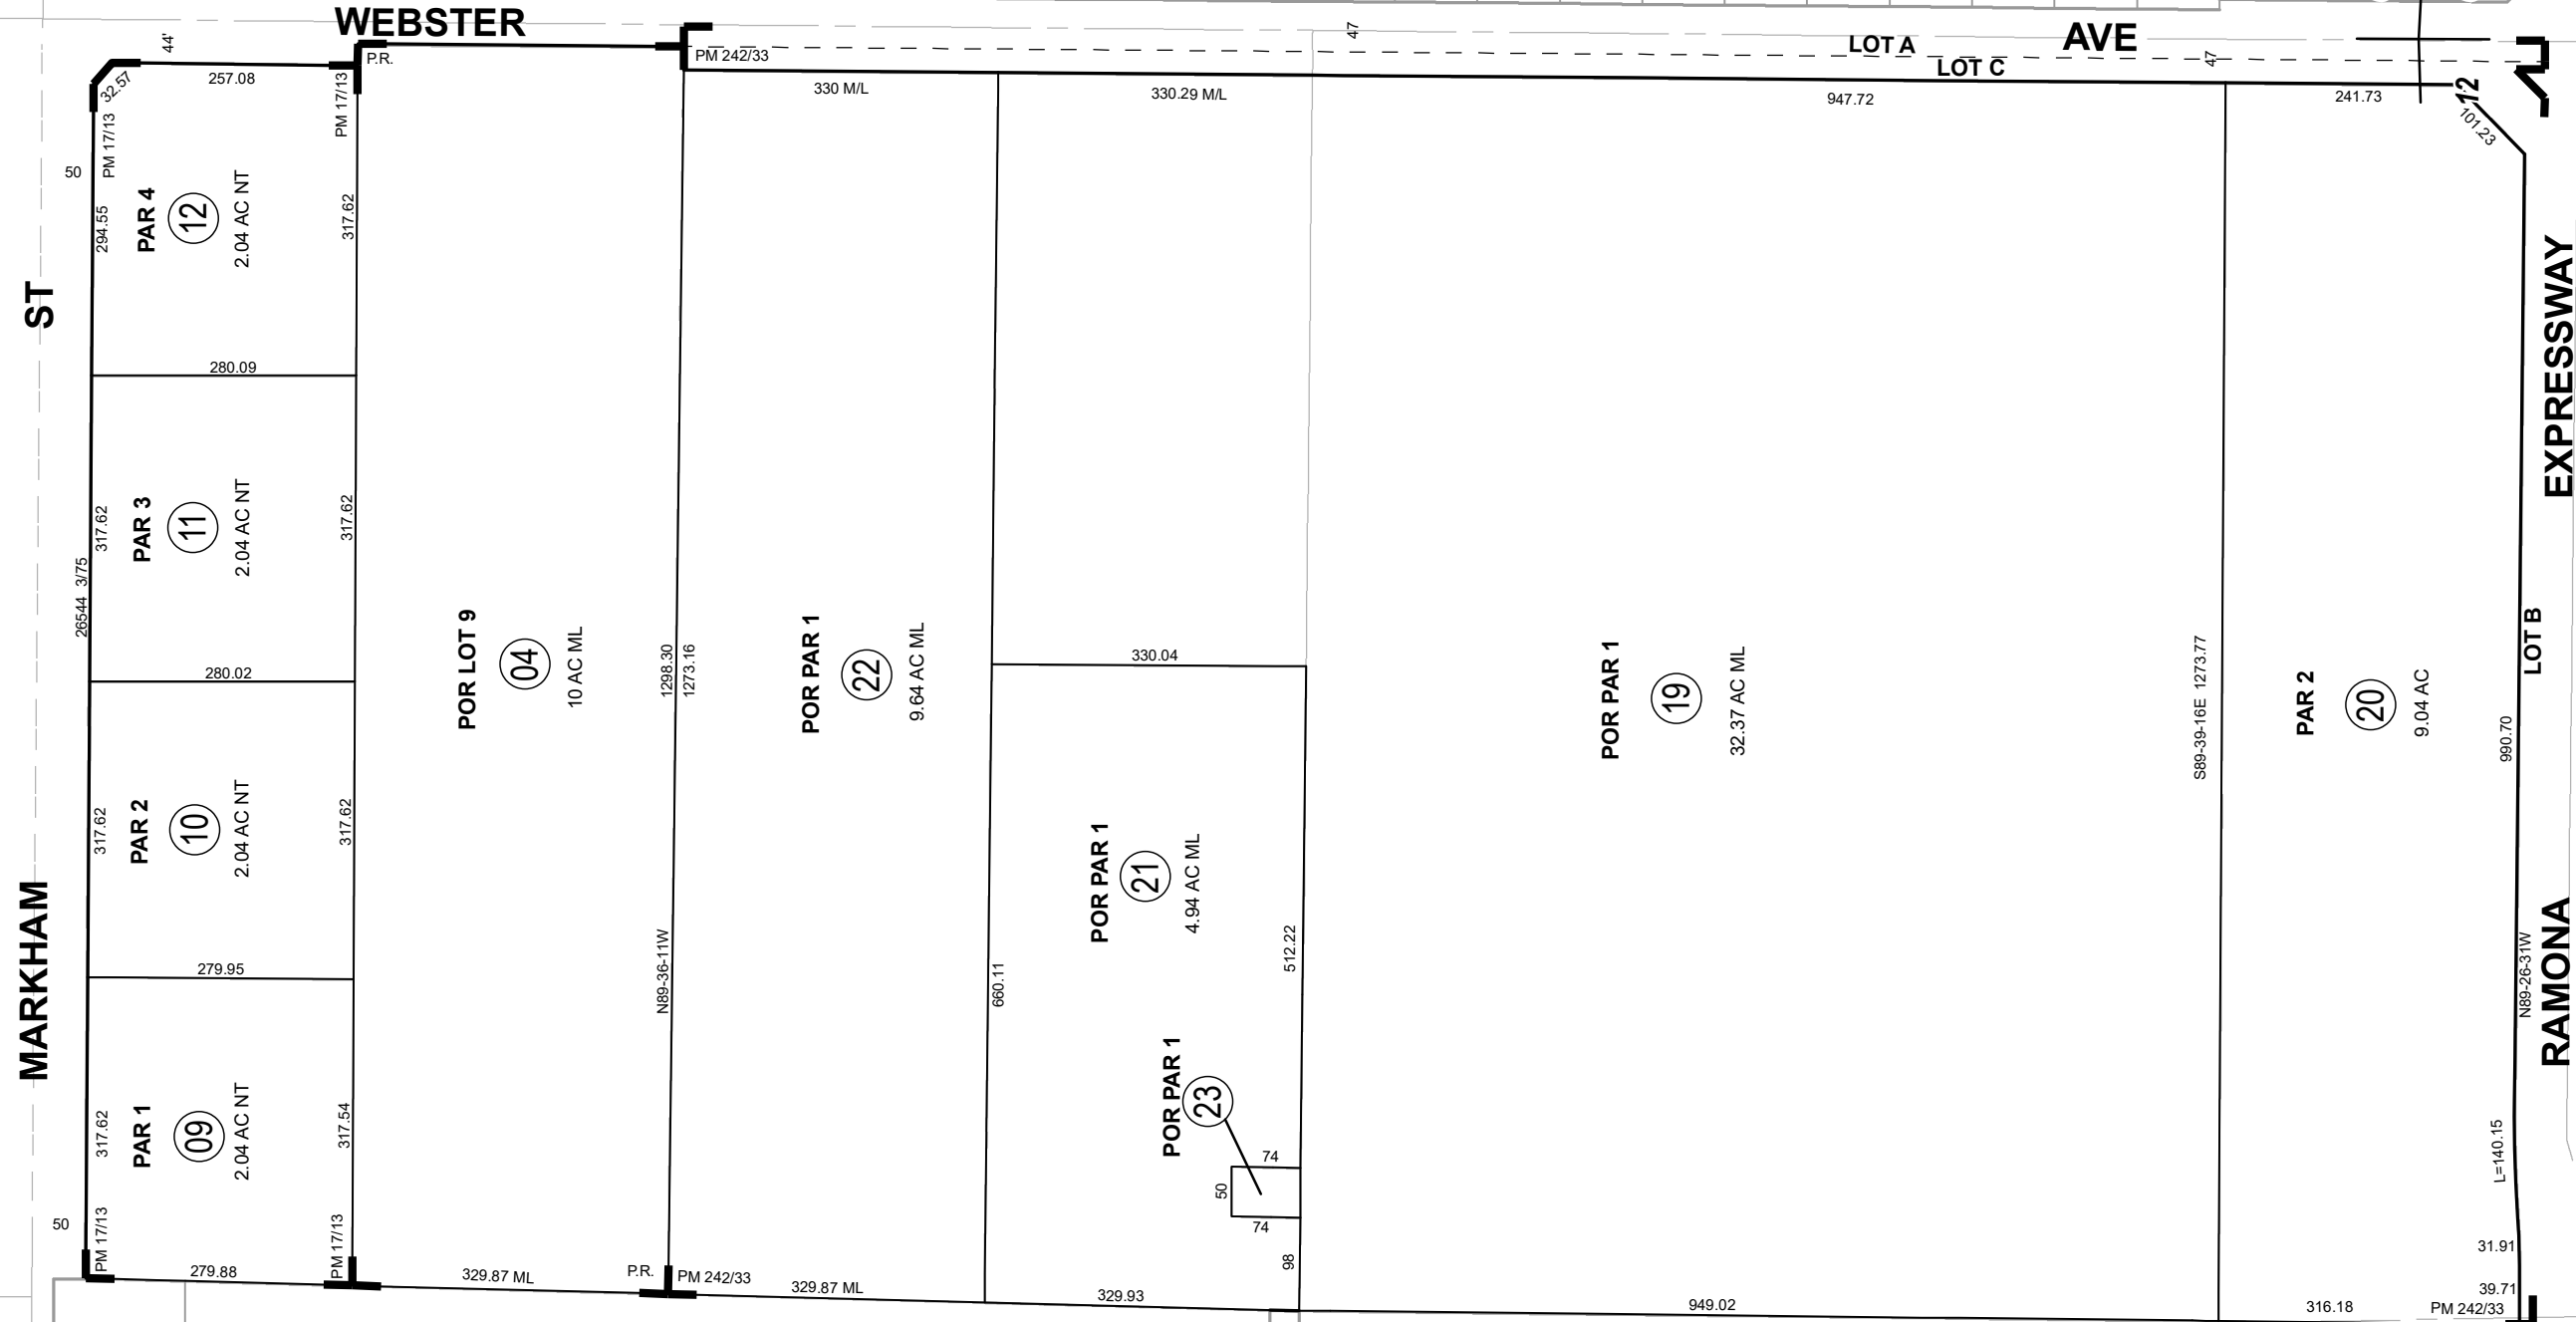 WEBSTER
AVE
44'
P.R.
PM 242/33
47
LOT A
47
LOT C
12
32.57
257.08
PM 17/13
330 M/L
330.29 M/L
947.72
241.73
101.23
50
PM 17/13
294.55
PAR 4
12
2.04 AC NT
317.62
280.09
ST
317.62
PAR 3
11
2.04 AC NT
317.62
26544 3/75
280.02
317.62
PAR 2
10
2.04 AC NT
317.62
279.95
MARKHAM
317.62
PAR 1
09
2.04 AC NT
317.54
50
PM 17/13
PM 17/13
279.88
POR LOT 9
04
10 AC ML
1298.30
1273.16
N89-36-11W
329.87 ML
P.R.
PM 242/33
POR PAR 1
22
9.64 AC ML
329.87 ML
330.04
POR PAR 1
21
4.94 AC ML
660.11
512.22
POR PAR 1
23
74
50
74
98
329.93
POR PAR 1
19
32.37 AC ML
949.02
S89-39-16E 1273.77
PAR 2
20
9.04 AC
990.70
LOT B
N89-26-31W
L=140.15
31.91
39.71
316.18
PM 242/33
EXPRESSWAY
RAMONA